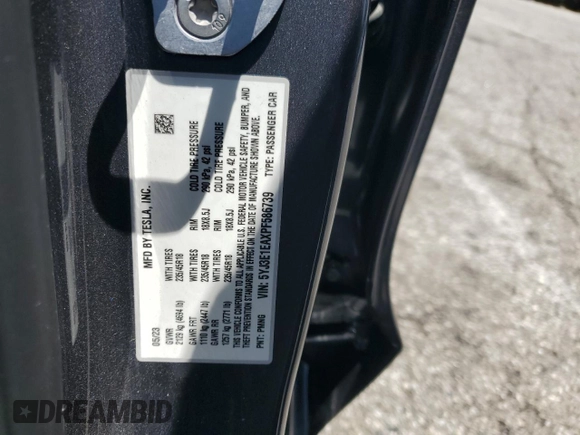 MFD BY TESLA, INC.
05/23
GVWR
2129 kg (4694 lb)
GAWR FRT WITH TIRES RIM COLD TIRE PRESSURE
1110 kg (2447 lb) 235/45R18 18X8.5J 290 kPa, 42 psi
GAWR RR WITH TIRES RIM COLD TIRE PRESSURE
1257 kg (2771 lb) 235/45R18 18X8.5J 290 kPa, 42 psi
THIS VEHICLE CONFORMS TO ALL APPLICABLE U.S. FEDERAL MOTOR VEHICLE SAFETY, BUMPER, AND
THEFT PREVENTION STANDARDS IN EFFECT ON THE DATE OF MANUFACTURE SHOWN ABOVE.
VIN: 5YJ3E1EAXPF586739 TYPE: PASSENGER CAR
PNT: PMNG
DREAMBID